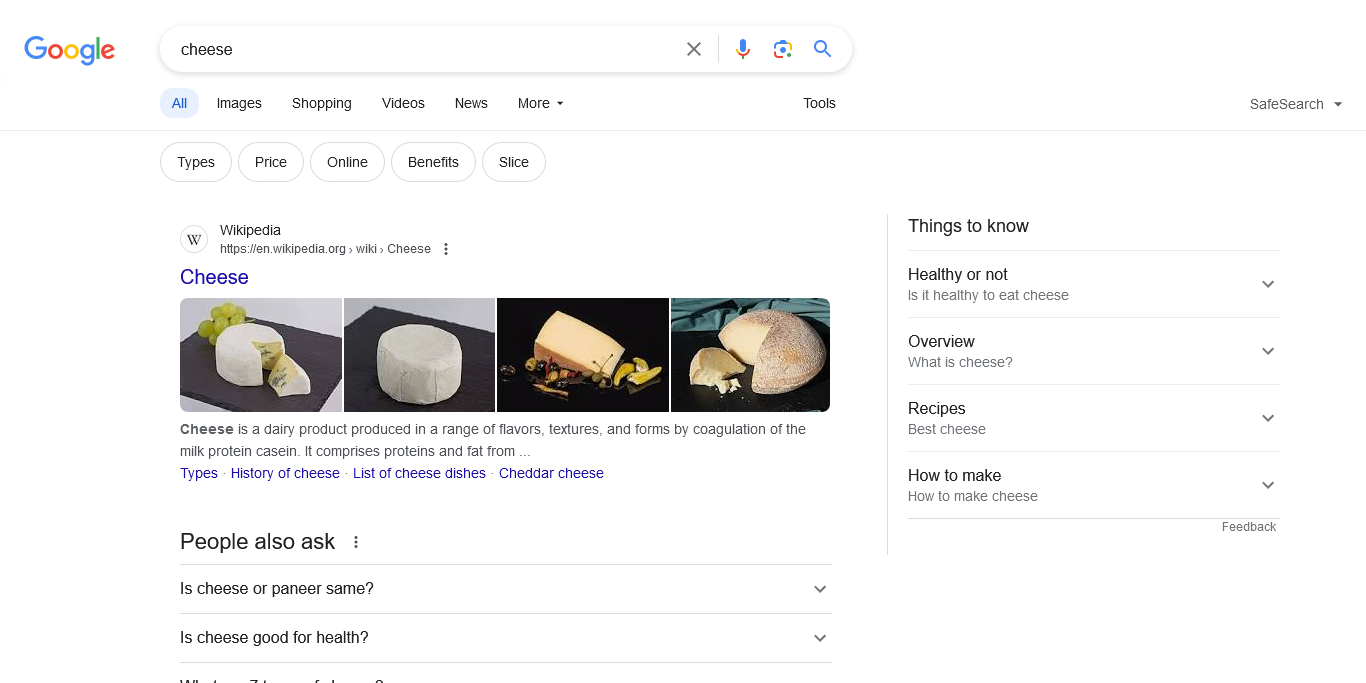 Google
cheese
All Images Shopping Videos News More Tools SafeSearch
Types Price Online Benefits Slice
W
Wikipedia
https://en.wikipedia.org › wiki › Cheese
Cheese
Cheese is a dairy product produced in a range of flavors, textures, and forms by coagulation of the
milk protein casein. It comprises proteins and fat from ...
Types · History of cheese · List of cheese dishes · Cheddar cheese
People also ask
Is cheese or paneer same?
Is cheese good for health?
Things to know
Healthy or not
Is it healthy to eat cheese
Overview
What is cheese?
Recipes
Best cheese
How to make
How to make cheese
Feedback